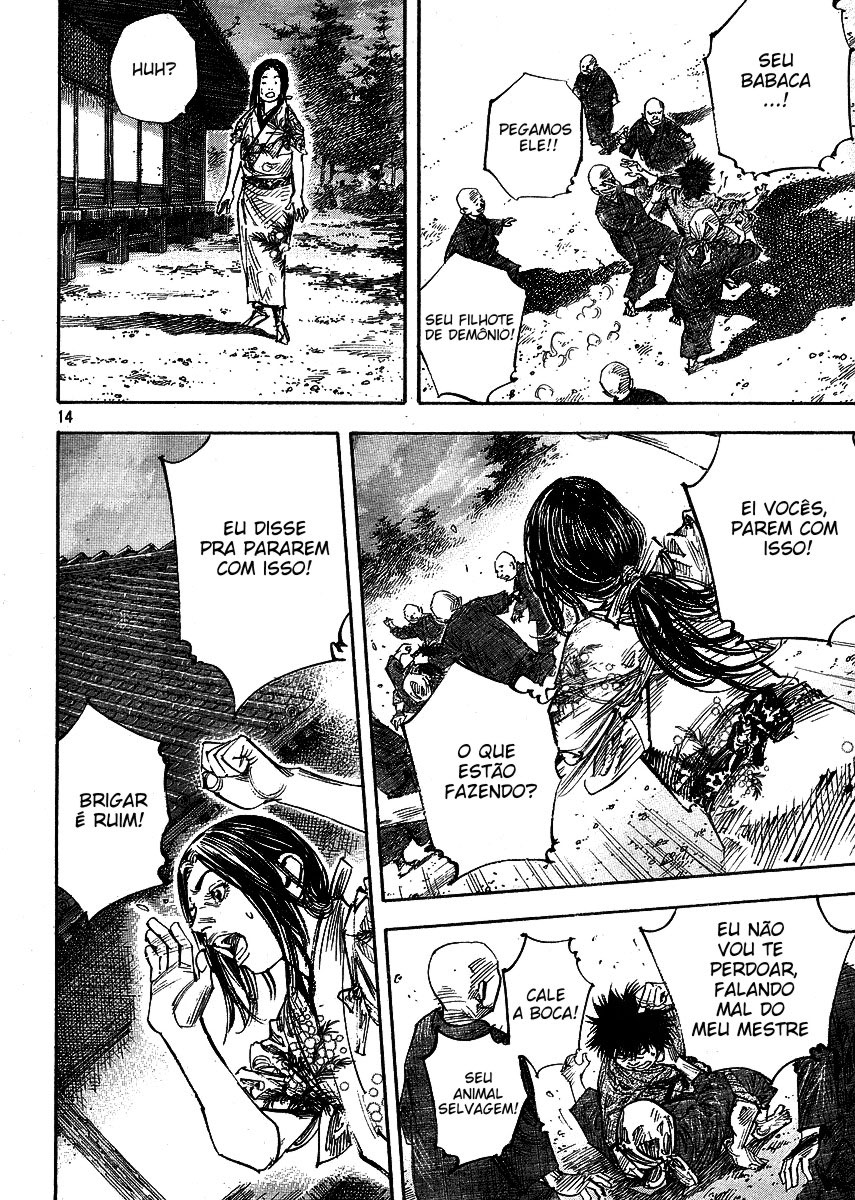 SEU
BABACA
...!
PEGAMOS
ELE!!
SEU FILHOTE
DE DEMÔNIO!
HUH?
14
EI VOCÊS,
PAREM COM
ISSO!
O QUE
ESTÃO
FAZENDO?
EU DISSE
PRA PARAREM
COM ISSO!
BRIGAR
É RUIM!
EU NÃO
VOU TE
PERDOAR,
FALANDO
MAL DO
MEU MESTRE
CALE
A BOCA!
SEU
ANIMAL
SELVAGEM!